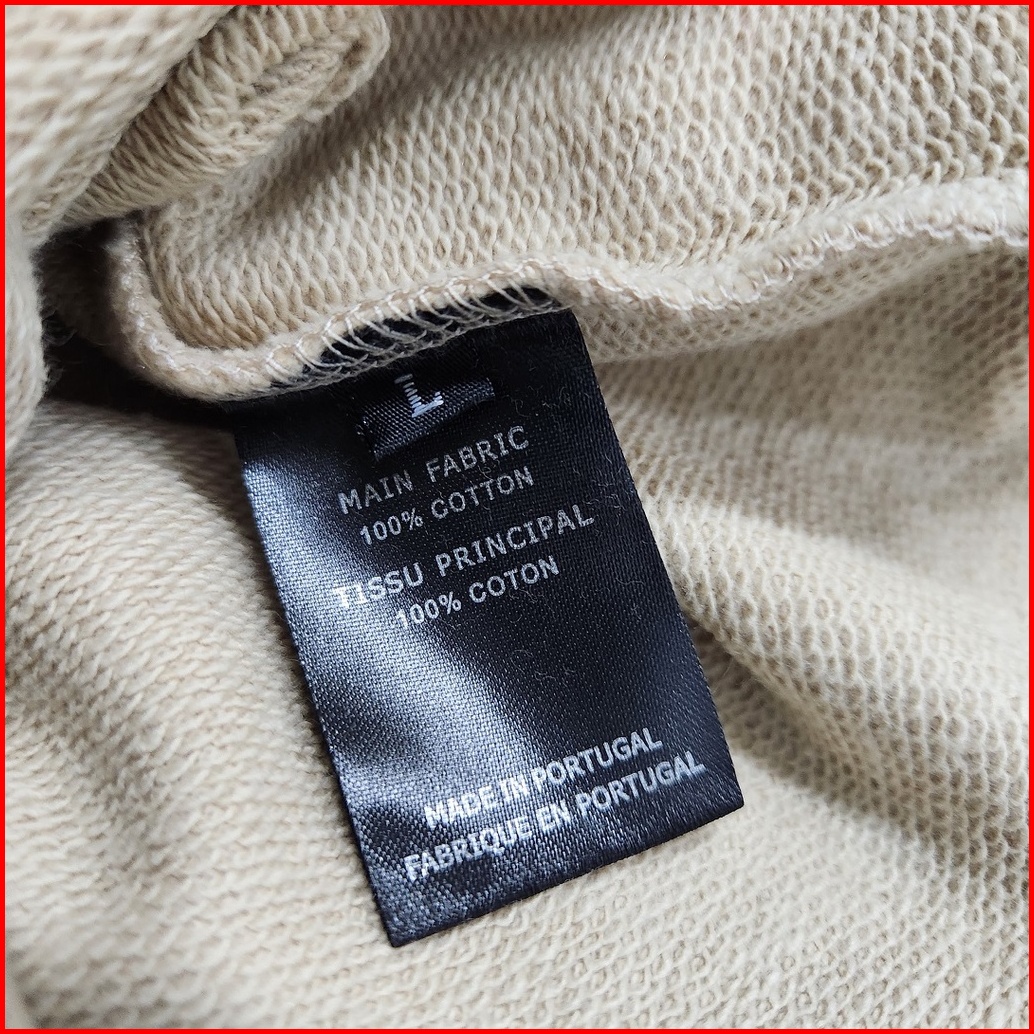 L
MAIN FABRIC
100% COTTON
TISSU PRINCIPAL
100% COTON
MADE IN PORTUGAL
FABRIQUE EN PORTUGAL